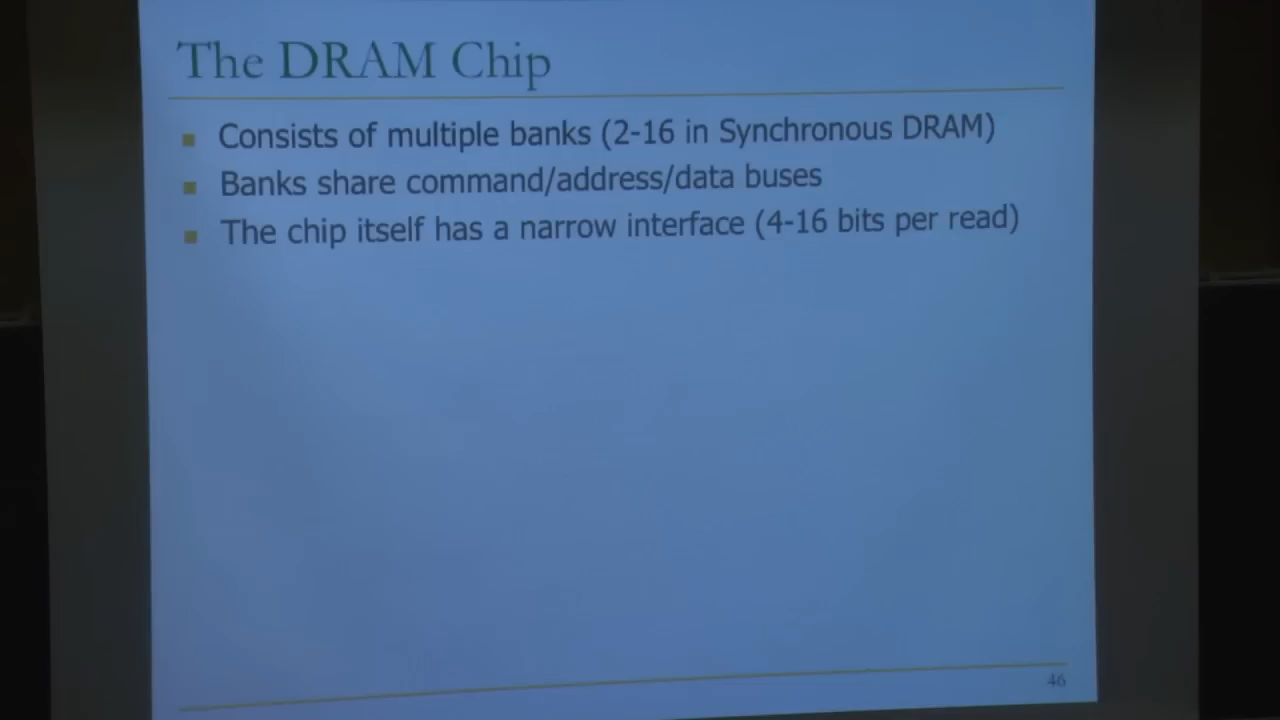 The DRAM Chip
Consists of multiple banks (2-16 in Synchronous DRAM)
Banks share command/address/data buses
The chip itself has a narrow interface (4-16 bits per read)
46